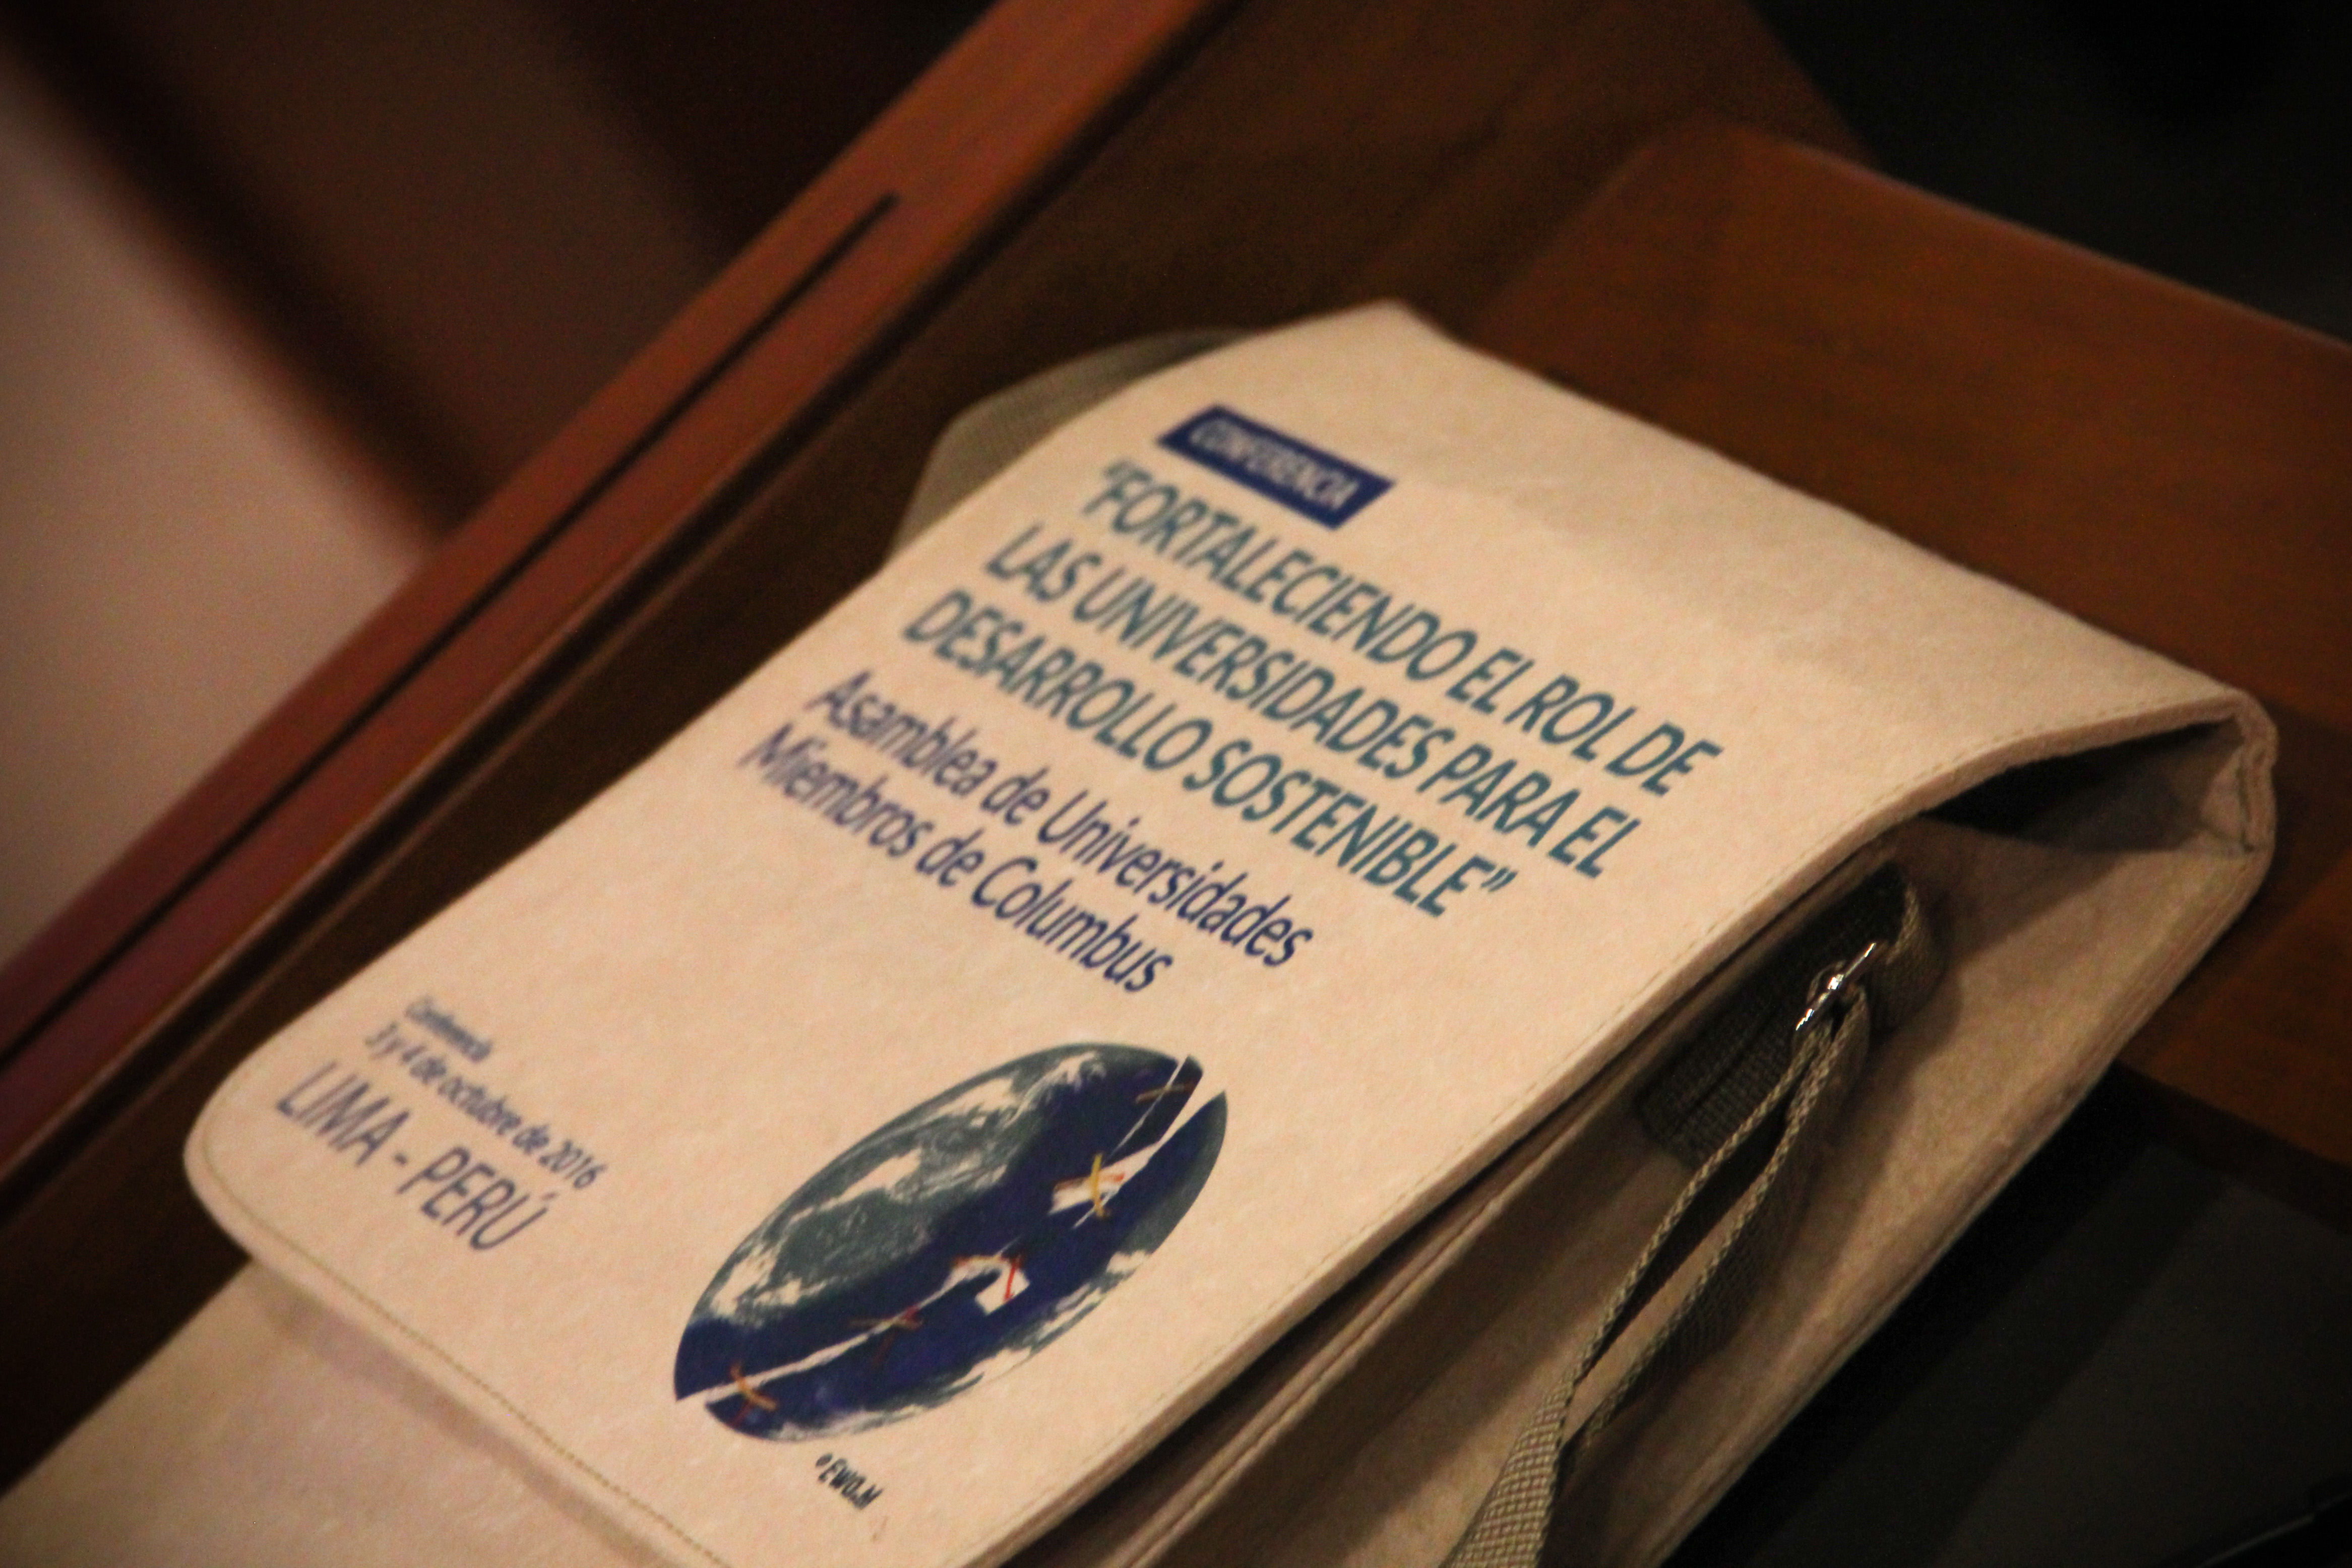 CONFERENCIA
"FORTALECIENDO EL ROL DE
LAS UNIVERSIDADES PARA EL
DESARROLLO SOSTENIBLE"
Asamblea de Universidades
Miembros de Columbus
Conferencia
3 y 4 de octubre de 2016
LIMA - PERÚ